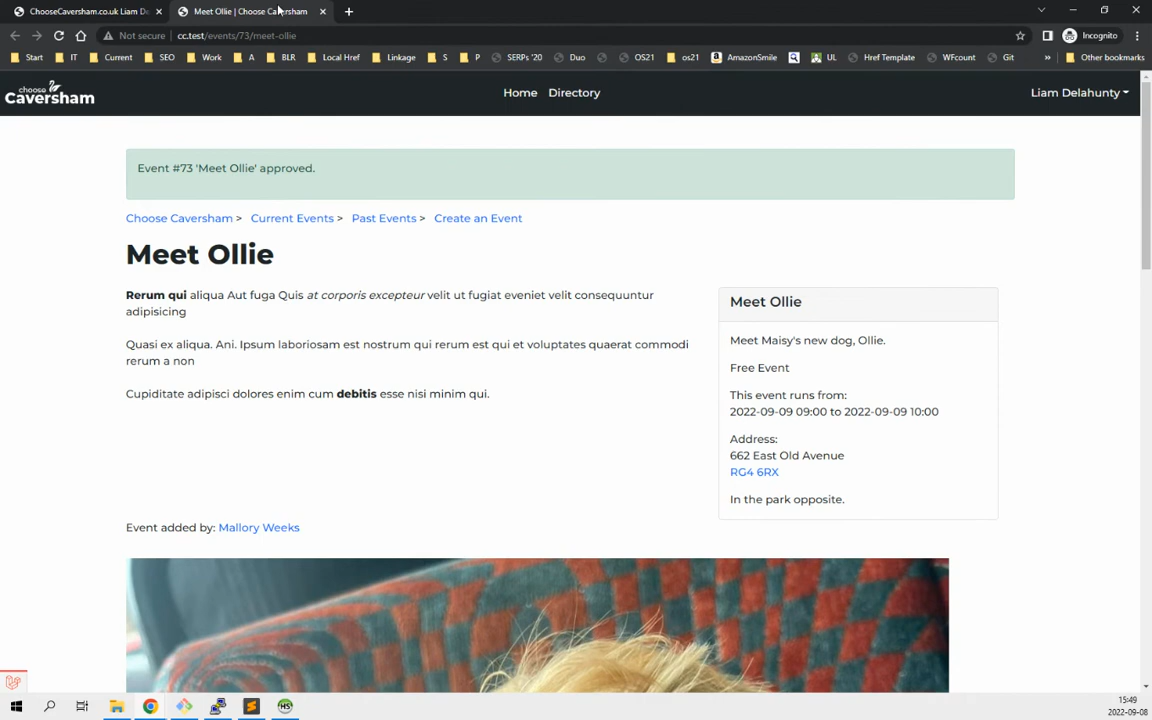 ChooseCaversham.co.uk Liam De
Meet Ollie | Choose Caversham
Not secure
cc.test/events/73/meet-ollie
Incognito
Start
IT
Current
SEO
Work
A
BLR
Local Href
Linkage
S
P
SERPs '20
Duo
OS21
os21
AmazonSmile
UL
Href Template
WFcount
Git
»
Other bookmarks
choose
Caversham
Home
Directory
Liam Delahunty
Event #73 'Meet Ollie' approved.
Choose Caversham > Current Events > Past Events > Create an Event
Meet Ollie
Rerum qui aliqua Aut fuga Quis at corporis excepteur velit ut fugiat eveniet velit consequuntur
adipisicing
Quasi ex aliqua. Ani. Ipsum laboriosam est nostrum qui rerum est qui et voluptates quaerat commodi
rerum a non
Cupiditate adipisci dolores enim cum debitis esse nisi minim qui.
Event added by: Mallory Weeks
Meet Ollie
Meet Maisy's new dog, Ollie.
Free Event
This event runs from:
2022-09-09 09:00 to 2022-09-09 10:00
Address:
662 East Old Avenue
RG4 6RX
In the park opposite.
HS
15:49
2022-09-08